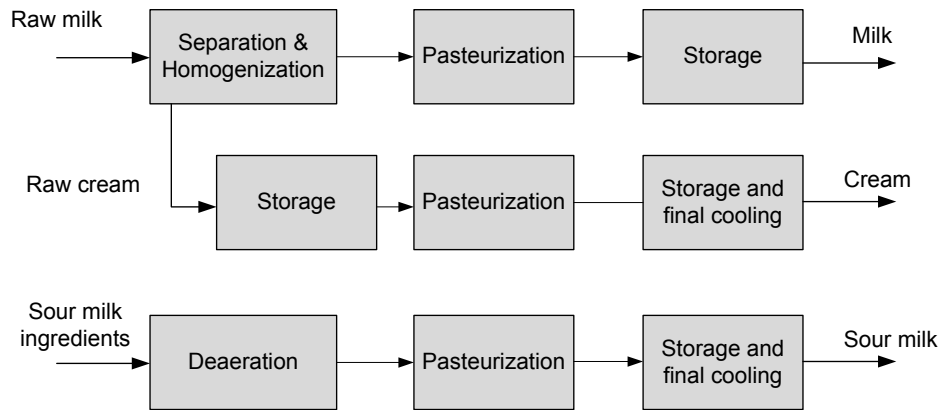 Raw milk
Separation &
Homogenization
Pasteurization
Storage
Milk
Raw cream
Storage
Pasteurization
Storage and
final cooling
Cream
Sour milk
ingredients
Deaeration
Pasteurization
Storage and
final cooling
Sour milk